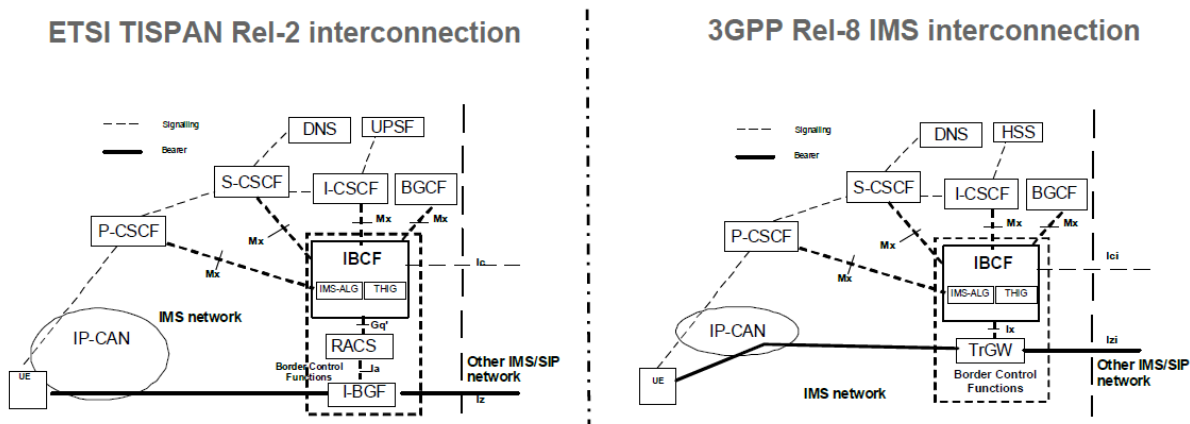 ETSI TISPAN Rel-2 interconnection
Signalling
Bearer
DNS
UPSF
S-CSCF
I-CSCF
BGCF
P-CSCF
Mx
Mx
Mx
Mx
IBCF
IMS-ALG
THIG
Ic
Gq'
RACS
Ia
I-BGF
Border Control
Functions
IMS network
IP-CAN
UE
Other IMS/SIP
network
Iz
3GPP Rel-8 IMS interconnection
Signalling
Bearer
DNS
HSS
S-CSCF
I-CSCF
BGCF
P-CSCF
Mx
Mx
Mx
Mx
IBCF
IMS-ALG
THIG
Ici
Ix
TrGW
Izi
Border Control
Functions
IP-CAN
UE
IMS network
Other IMS/SIP
network